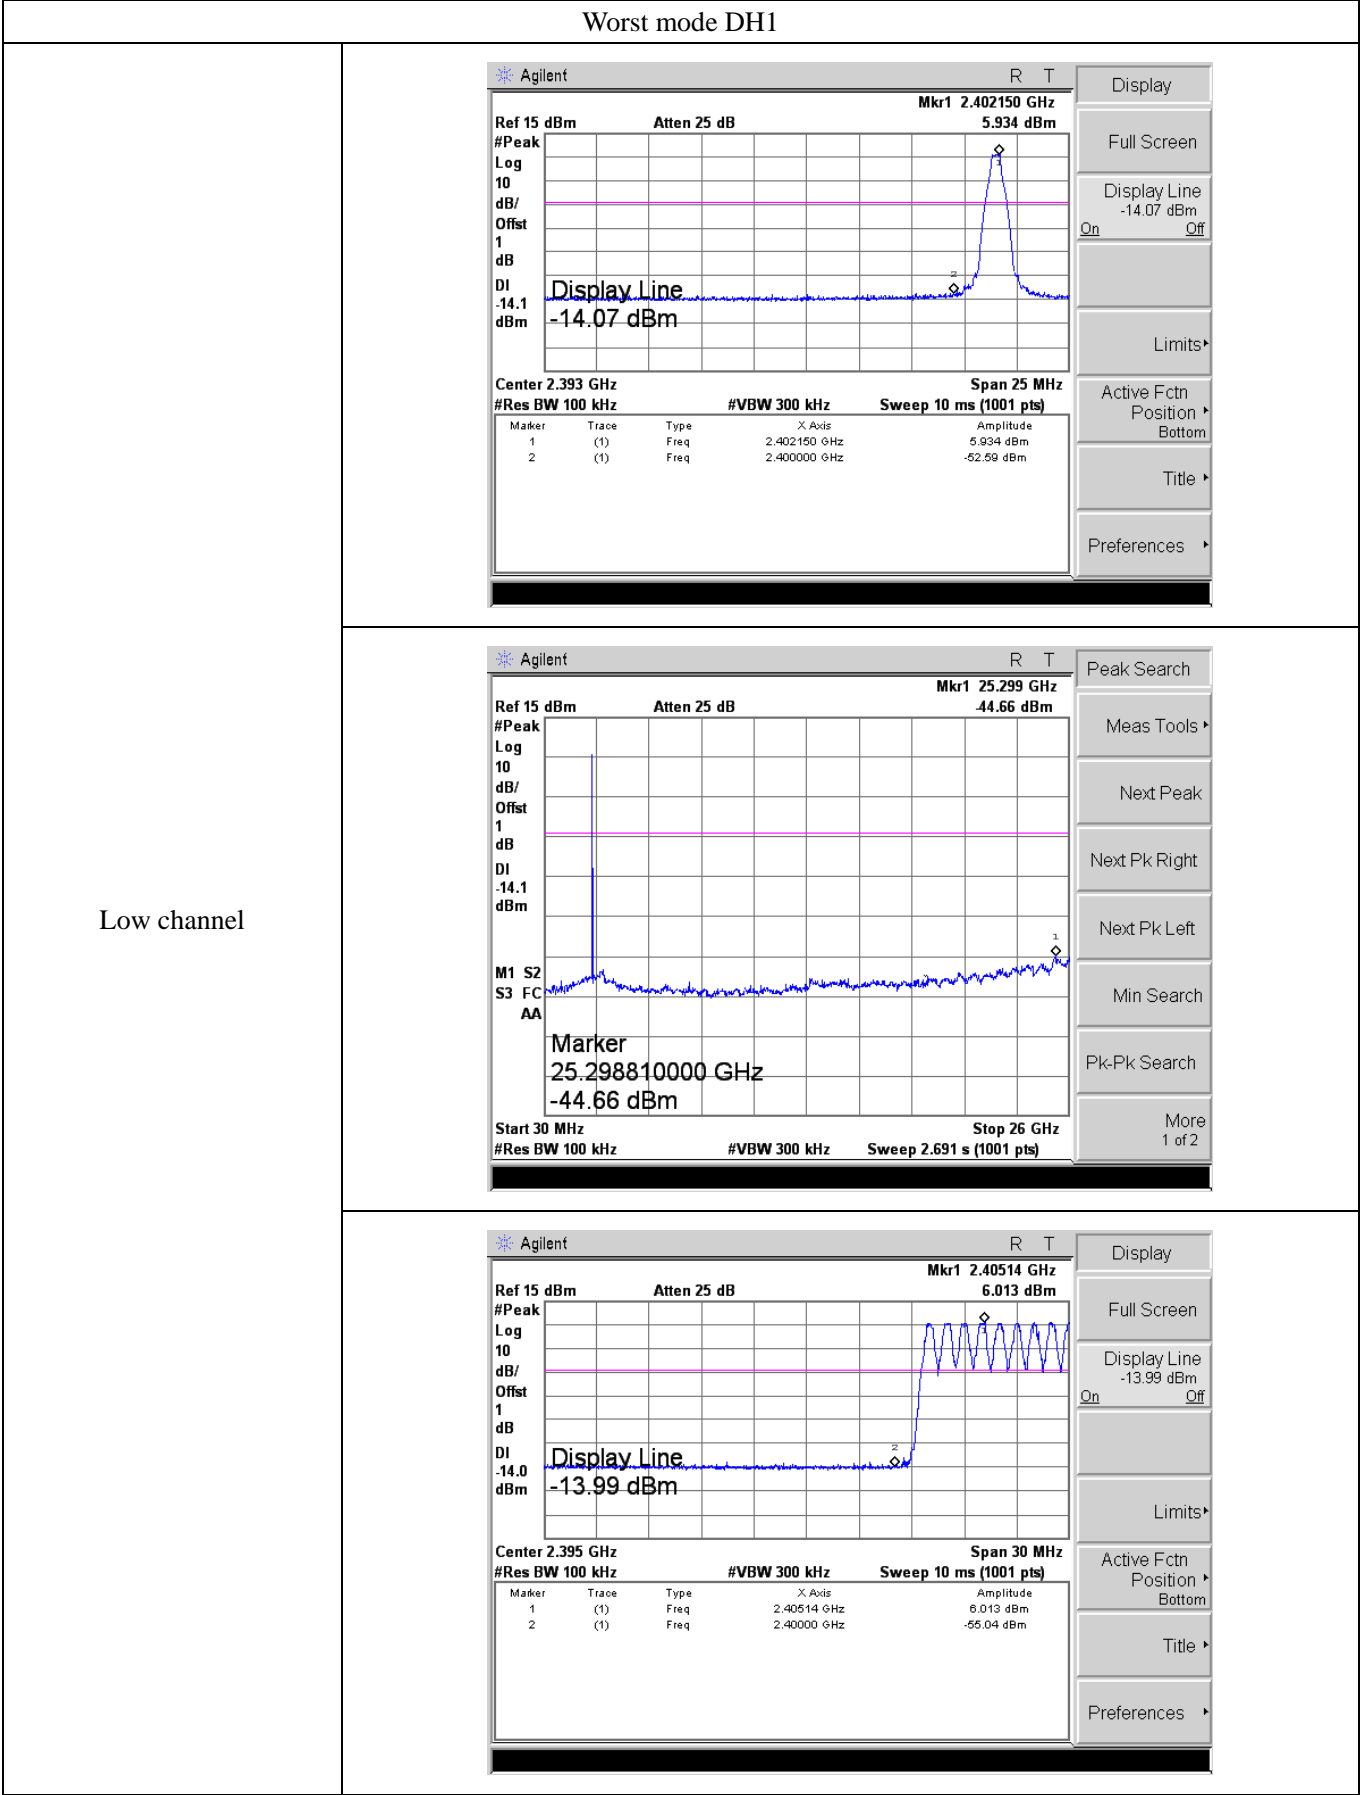 Worst mode DH1
Low channel
Agilent R T
Mkr1 2.402150 GHz
Ref 15 dBm Atten 25 dB 5.934 dBm
#Peak
Log
10
dB/
Offst
1
dB
DI
-14.1
dBm
1
2
Display Line
-14.07 dBm
Center 2.393 GHz Span 25 MHz
#Res BW 100 kHz #VBW 300 kHz Sweep 10 ms (1001 pts)
Marker Trace Type X Axis Amplitude
1 (1) Freq 2.402150 GHz 5.934 dBm
2 (1) Freq 2.400000 GHz -52.59 dBm
Display
Full Screen
Display Line
-14.07 dBm
On Off
Limits
Active Fctn
Position
Bottom
Title
Preferences
Agilent R T
Mkr1 25.299 GHz
Ref 15 dBm Atten 25 dB -44.66 dBm
#Peak
Log
10
dB/
Offst
1
dB
DI
-14.1
dBm
M1 S2
S3 FC
AA
1
Marker
25.298810000 GHz
-44.66 dBm
Start 30 MHz Stop 26 GHz
#Res BW 100 kHz #VBW 300 kHz Sweep 2.691 s (1001 pts)
Peak Search
Meas Tools
Next Peak
Next Pk Right
Next Pk Left
Min Search
Pk-Pk Search
More
1 of 2
Agilent R T
Mkr1 2.40514 GHz
Ref 15 dBm Atten 25 dB 6.013 dBm
#Peak
Log
10
dB/
Offst
1
dB
DI
-14.0
dBm
1
2
Display Line
-13.99 dBm
Center 2.395 GHz Span 30 MHz
#Res BW 100 kHz #VBW 300 kHz Sweep 10 ms (1001 pts)
Marker Trace Type X Axis Amplitude
1 (1) Freq 2.40514 GHz 6.013 dBm
2 (1) Freq 2.40000 GHz -55.04 dBm
Display
Full Screen
Display Line
-13.99 dBm
On Off
Limits
Active Fctn
Position
Bottom
Title
Preferences